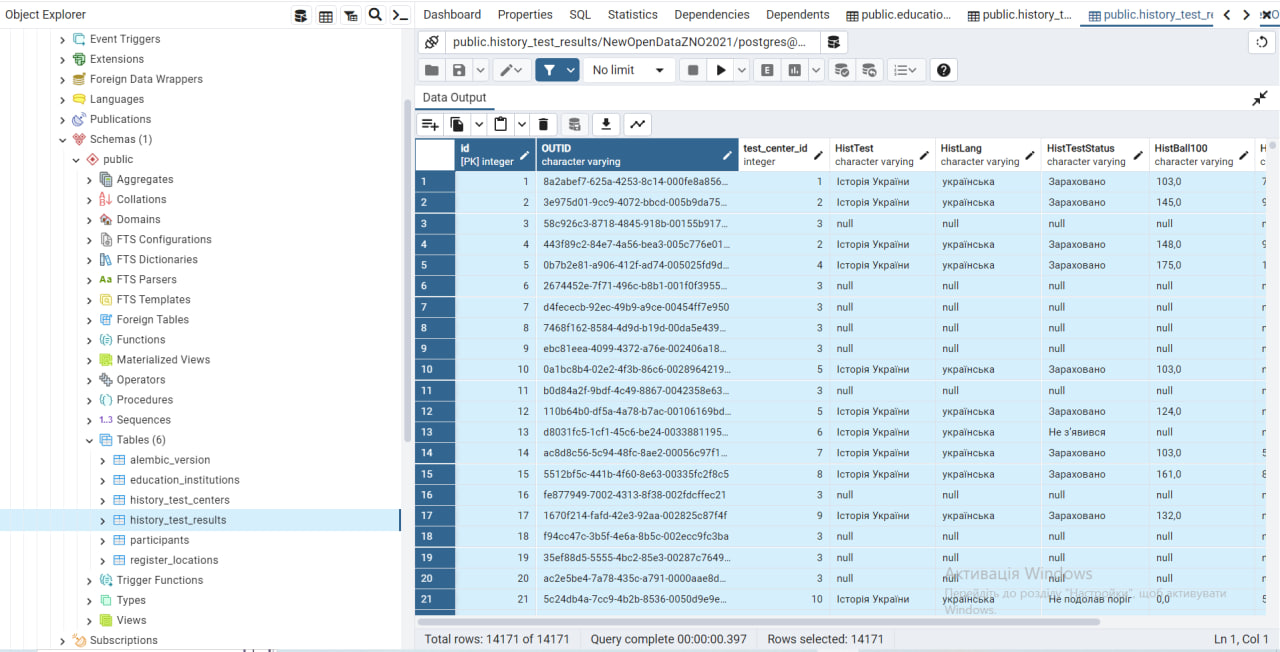 Object Explorer
Dashboard Properties SQL Statistics Dependencies Dependents public.educatio... public.history_t... public.history_test_re
public.history_test_results/NewOpenDataZNO2021/postgres@...
No limit
Data Output
Event Triggers
Extensions
Foreign Data Wrappers
Languages
Publications
Schemas (1)
public
Aggregates
Collations
Domains
FTS Configurations
FTS Dictionaries
FTS Parsers
FTS Templates
Foreign Tables
Functions
Materialized Views
Operators
Procedures
1..3 Sequences
Tables (6)
alembic_version
education_institutions
history_test_centers
history_test_results
participants
register_locations
Trigger Functions
Types
Views
Subscriptions
id OUTID test_center_id HistTest HistLang HistTestStatus HistBall100 H
[PK] integer character varying integer character varying character varying character varying character varying c
1 1 8a2abef7-625a-4253-8c14-000fe8a856... 1 Історія України українська Зараховано 103,0 7
2 2 3e975d01-9cc9-4072-bbcd-005b9da75... 2 Історія України українська Зараховано 145,0 9
3 3 58c926c3-8718-4845-918b-00155b917... 3 null null null null
4 4 443f89c2-84e7-4a56-bea3-005c776e01... 2 Історія України українська Зараховано 148,0 9
5 5 0b7b2e81-a906-412f-ad74-005025fd9d... 4 Історія України українська Зараховано 175,0 1
6 6 2674452e-7f71-496c-b8b1-001f0f3955... 3 null null null null
7 7 d4fececb-92ec-49b9-a9ce-00454ff7e950 3 null null null null
8 8 7468f162-8584-4d9d-b19d-00da5e439... 3 null null null null
9 9 ebc81eea-4099-4372-a76e-002406a18... 3 null null null null
10 10 0a1bc8b4-02e2-4f3b-86c6-0028964219... 5 Історія України українська Зараховано 103,0
11 11 b0d84a2f-9bdf-4c49-8867-0042358e63... 3 null null null null
12 12 110b64b0-df5a-4a78-b7ac-00106169bd... 5 Історія України українська Зараховано 124,0
13 13 d8031fc5-1cf1-45c6-be24-0033881195... 6 Історія України українська Не з'явився null
14 14 ac8d8c56-5c94-48fc-8ae2-00056c97f1... 7 Історія України українська Зараховано 103,0 5
15 15 5512bf5c-441b-4f60-8e63-00335fc2f8c5 8 Історія України українська Зараховано 161,0 8
16 16 fe877949-7002-4313-8f38-002fdcffec21 3 null null null null
17 17 1670f214-fafd-42e3-92aa-002825c87f4f 9 Історія України українська Зараховано 132,0
18 18 f94cc47c-3b5f-4e6a-8b5c-002ecc9fc3ba 3 null null null null
19 19 35ef88d5-5555-4bc2-85e3-00287c7649... 3 null null null null
20 20 ac2e5be4-7a78-435c-a791-0000aae8d... 3 null null null null
21 21 5c24db4a-7cc9-4b2b-8536-0050d9e9e... 10 Історія України українська Не подолав поріг 0,0 5
Активація Windows
Перейдіть до розділу "Настройки", щоб активувати
Windows.
Total rows: 14171 of 14171 Query complete 00:00:00.397 Rows selected: 14171 Ln 1, Col 1